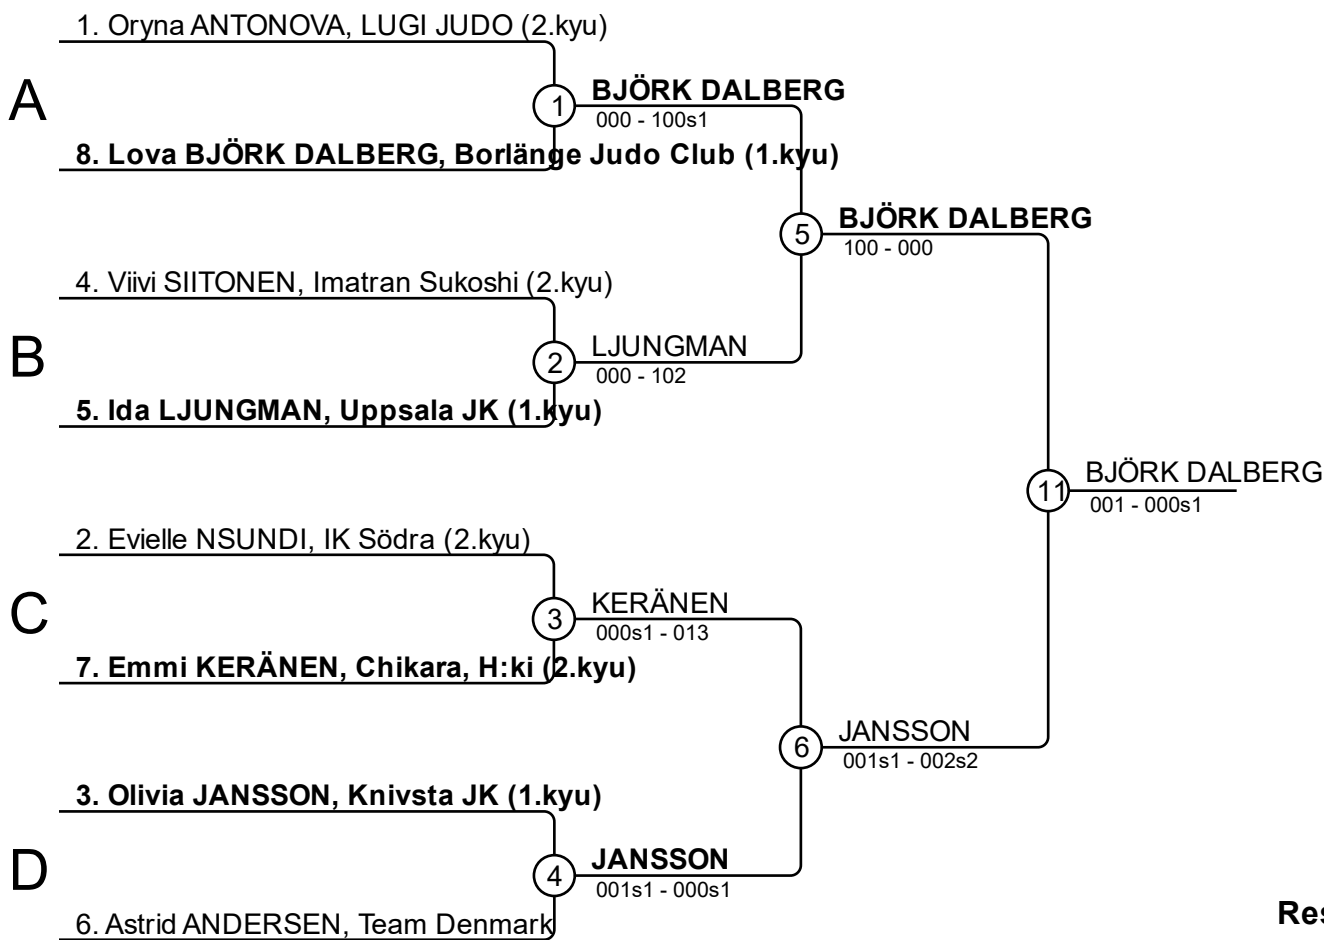 1. Oryna ANTONOVA, LUGI JUDO (2.kyu)
A
1
BJÖRK DALBERG
000 - 100s1
8. Lova BJÖRK DALBERG, Borlänge Judo Club (1.kyu)
5
BJÖRK DALBERG
100 - 000
4. Viivi SIITONEN, Imatran Sukoshi (2.kyu)
B
2
LJUNGMAN
000 - 102
5. Ida LJUNGMAN, Uppsala JK (1.kyu)
11
BJÖRK DALBERG
001 - 000s1
2. Evielle NSUNDI, IK Södra (2.kyu)
C
3
KERÄNEN
000s1 - 013
7. Emmi KERÄNEN, Chikara, H:ki (2.kyu)
6
JANSSON
001s1 - 002s2
3. Olivia JANSSON, Knivsta JK (1.kyu)
D
4
JANSSON
001s1 - 000s1
6. Astrid ANDERSEN, Team Denmark